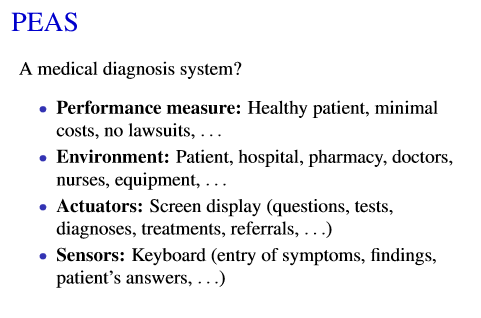 PEAS
A medical diagnosis system?
• Performance measure: Healthy patient, minimal
costs, no lawsuits, . . .
• Environment: Patient, hospital, pharmacy, doctors,
nurses, equipment, . . .
• Actuators: Screen display (questions, tests,
diagnoses, treatments, referrals, . . .)
• Sensors: Keyboard (entry of symptoms, findings,
patient's answers, . . .)